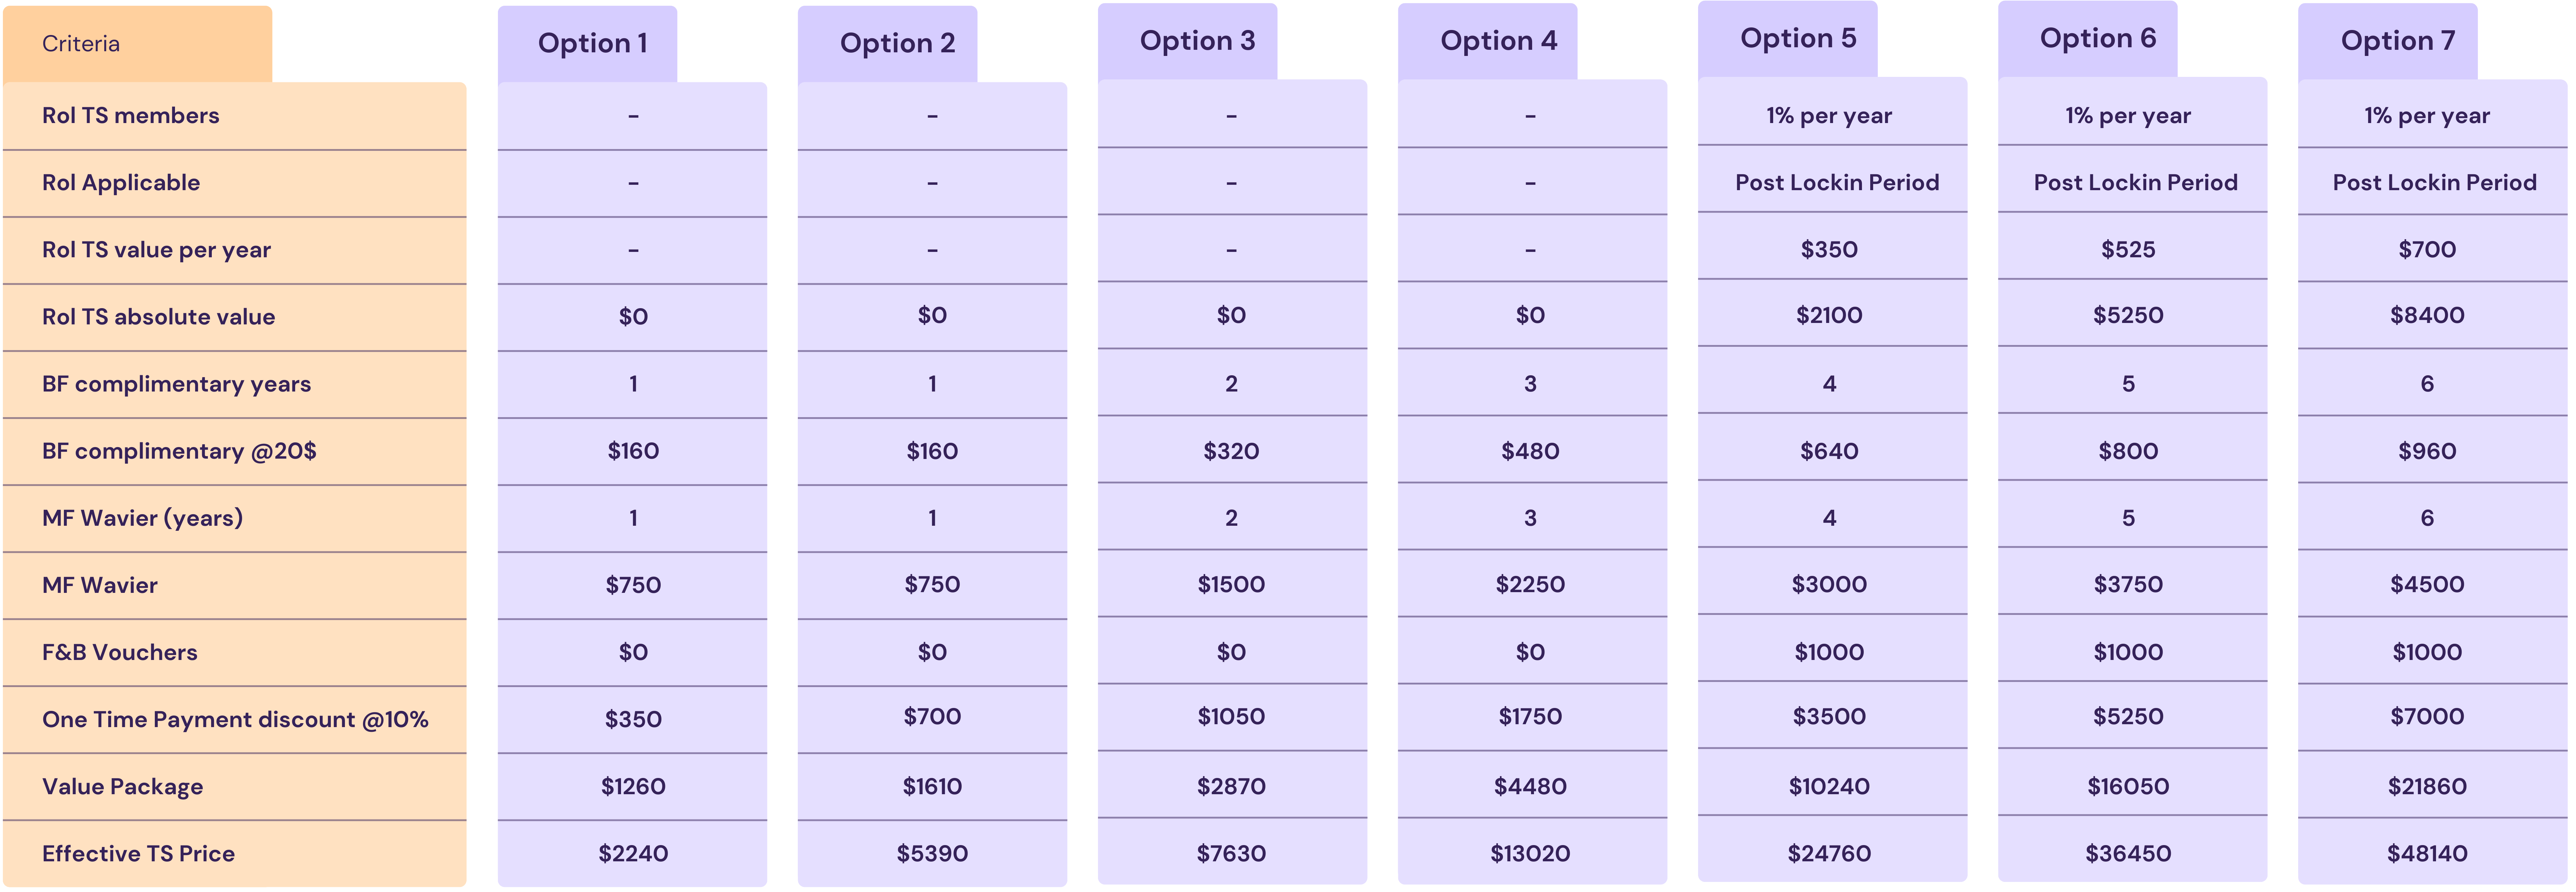 Criteria Option 1 Option 2 Option 3 Option 4 Option 5 Option 6 Option 7
RoI TS members - - - - 1% per year 1% per year 1% per year
RoI Applicable - - - - Post Lockin Period Post Lockin Period Post Lockin Period
RoI TS value per year - - - - $350 $525 $700
RoI TS absolute value $0 $0 $0 $0 $2100 $5250 $8400
BF complimentary years 1 1 2 3 4 5 6
BF complimentary @20$ $160 $160 $320 $480 $640 $800 $960
MF Wavier (years) 1 1 2 3 4 5 6
MF Wavier $750 $750 $1500 $2250 $3000 $3750 $4500
F&B Vouchers $0 $0 $0 $0 $1000 $1000 $1000
One Time Payment discount @10% $350 $700 $1050 $1750 $3500 $5250 $7000
Value Package $1260 $1610 $2870 $4480 $10240 $16050 $21860
Effective TS Price $2240 $5390 $7630 $13020 $24760 $36450 $48140